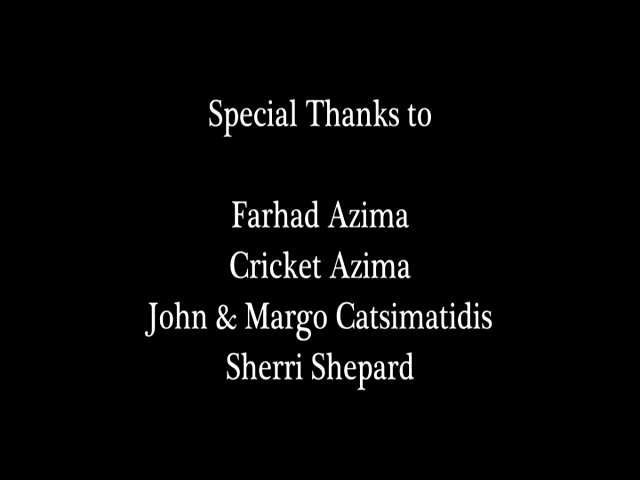 Special Thanks to
Farhad Azima
Cricket Azima
John & Margo Catsimatidis
Sherri Shepard